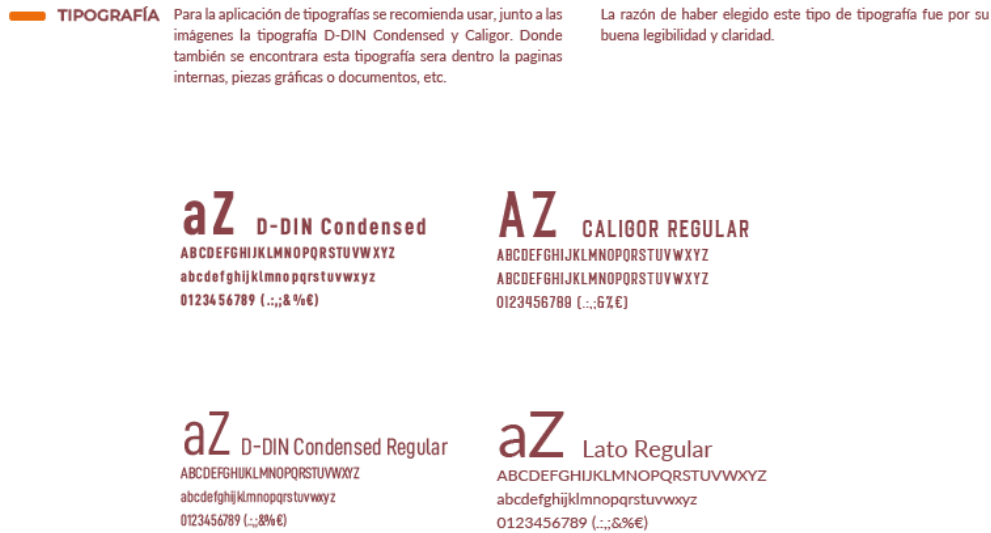 TIPOGRAFÍA
Para la aplicación de tipografías se recomienda usar, junto a las
imágenes la tipografía D-DIN Condensed y Caligor. Donde
también se encontrara esta tipografía sera dentro la paginas
internas, piezas gráficas o documentos, etc.
La razón de haber elegido este tipo de tipografía fue por su
buena legibilidad y claridad.
aZ D-DIN Condensed
ABCDEFGHIJKLMNOPQRSTUVWXYZ
abcdefghijklmnopqrstuvwxyz
0123456789 (.:,;&%€)
AZ CALIGOR REGULAR
ABCDEFGHIJKLMNOPQRSTUVWXYZ
ABCDEFGHIJKLMNOPQRSTUVWXYZ
0123456789 (.:,;&%€)
aZ D-DIN Condensed Regular
ABCDEFGHIJKLMNOPQRSTUVWXYZ
abcdefghijklmnopqrstuvwxyz
0123456789 (.:,;&%€)
aZ Lato Regular
ABCDEFGHIJKLMNOPQRSTUVWXYZ
abcdefghijklmnopqrstuvwxyz
0123456789 (.:,;&%€)